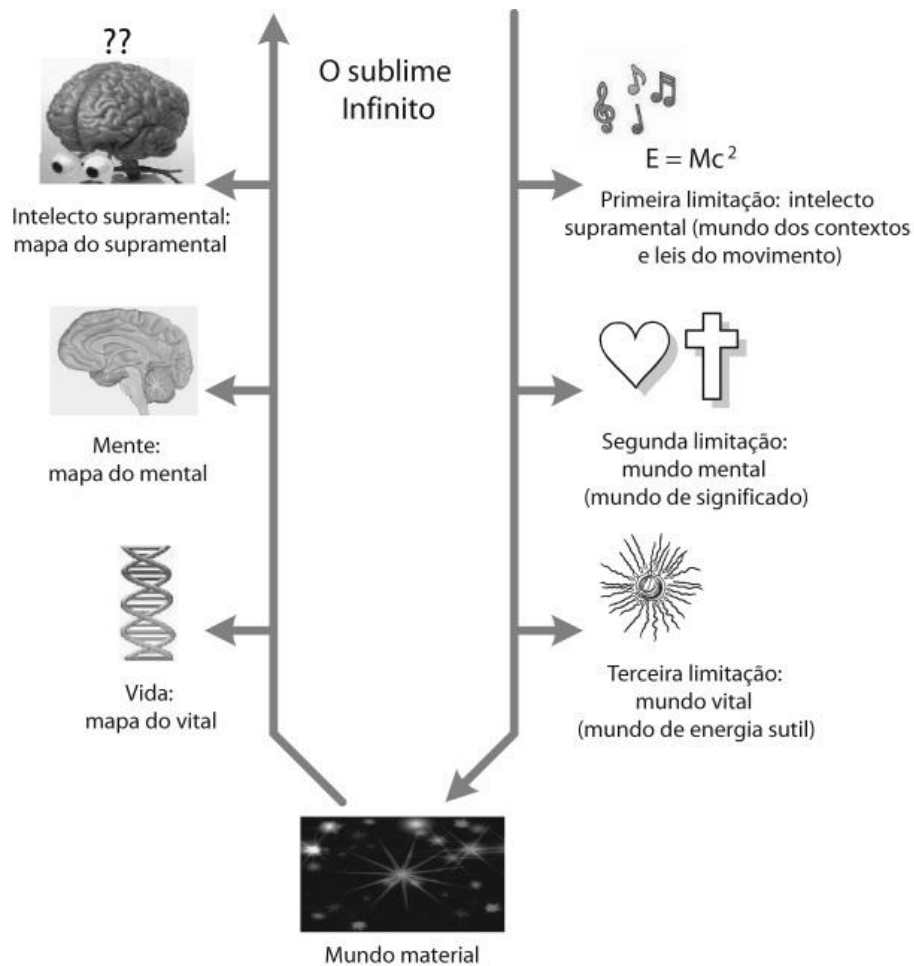 ??
O sublime
Infinito
Intelecto supramental:
mapa do supramental
E = Mc²
Primeira limitação: intelecto
supramental (mundo dos contextos
e leis do movimento)
Mente:
mapa do mental
Segunda limitação:
mundo mental
(mundo de significado)
Vida:
mapa do vital
Terceira limitação:
mundo vital
(mundo de energia sutil)
Mundo material